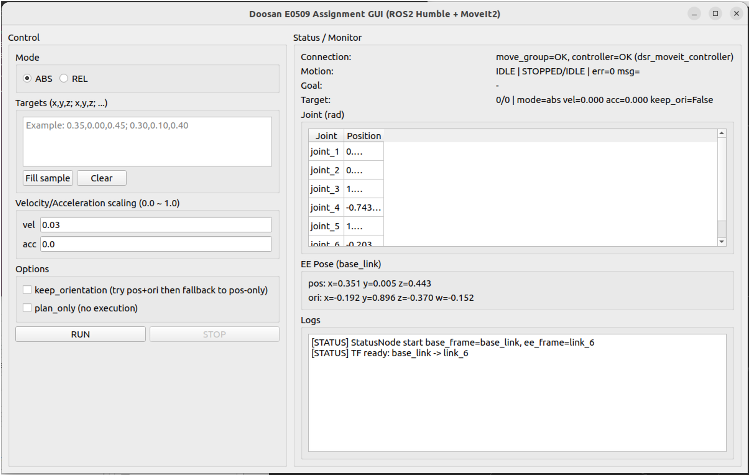 Doosan E0509 Assignment GUI (ROS2 Humble + MoveIt2)
Control
Mode
ABS REL
Targets (x,y,z; x,y,z; ...)
Example: 0.35,0.00,0.45; 0.30,0.10,0.40
Fill sample Clear
Velocity/Acceleration scaling (0.0 ~ 1.0)
vel 0.03
acc 0.0
Options
keep_orientation (try pos+ori then fallback to pos-only)
plan_only (no execution)
RUN STOP
Status / Monitor
Connection: move_group=OK, controller=OK (dsr_moveit_controller)
Motion: IDLE | STOPPED/IDLE | err=0 msg=
Goal: -
Target: 0/0 | mode=abs vel=0.000 acc=0.000 keep_ori=False
Joint (rad)
Joint Position
joint_1 0.…
joint_2 0.…
joint_3 1.…
joint_4 -0.743…
joint_5 1.…
joint_6 -0.203
EE Pose (base_link)
pos: x=0.351 y=0.005 z=0.443
ori: x=-0.192 y=0.896 z=-0.370 w=-0.152
Logs
[STATUS] StatusNode start base_frame=base_link, ee_frame=link_6
[STATUS] TF ready: base_link -> link_6